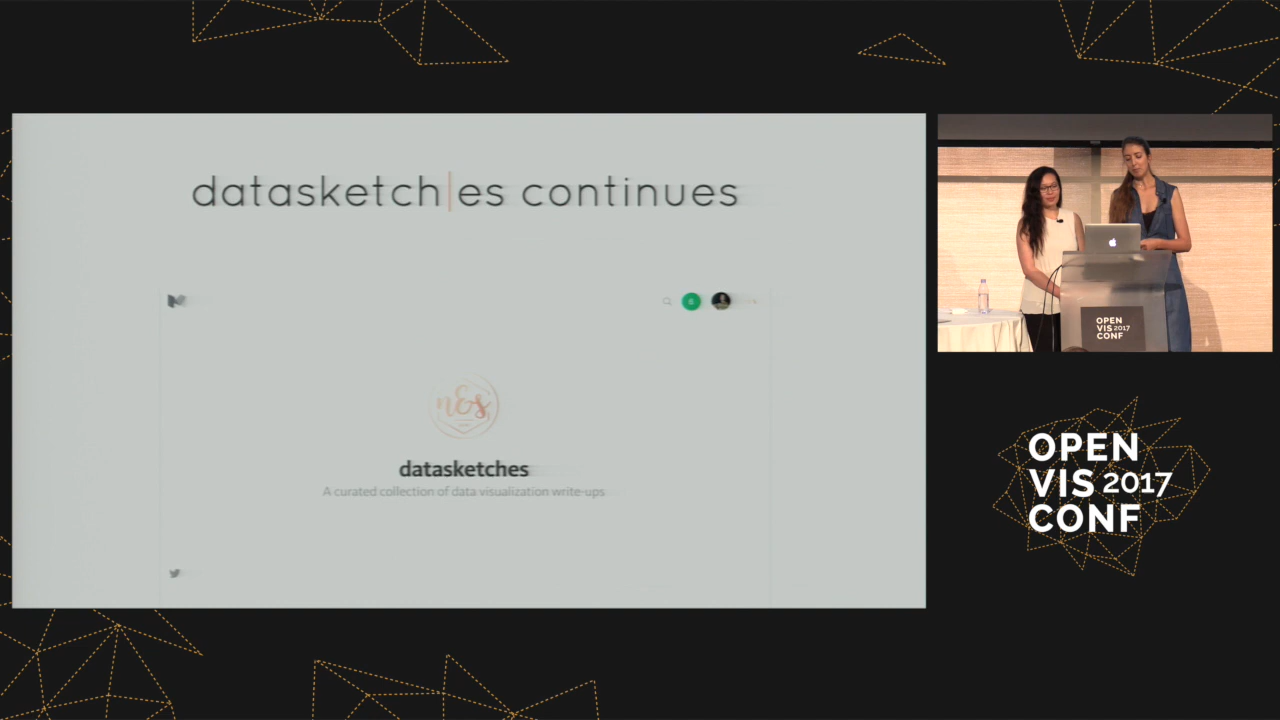 datasketch|es continues
n&s
datasketches
A curated collection of data visualization write-ups
OPEN
VIS 2017
CONF
OPEN
VIS 2017
CONF